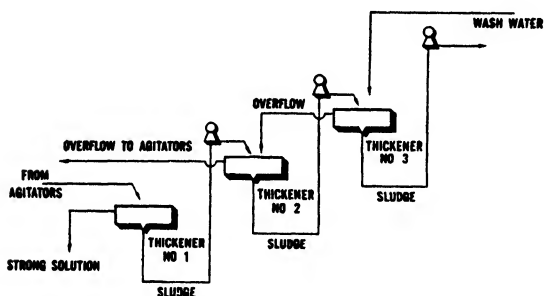 WASH WATER
OVERFLOW
OVERFLOW TO AGITATORS
THICKENER
NO 3
FROM
AGITATORS
SLUDGE
THICKENER
NO 2
SLUDGE
THICKENER
NO 1
STRONG SOLUTION
SLUDGE